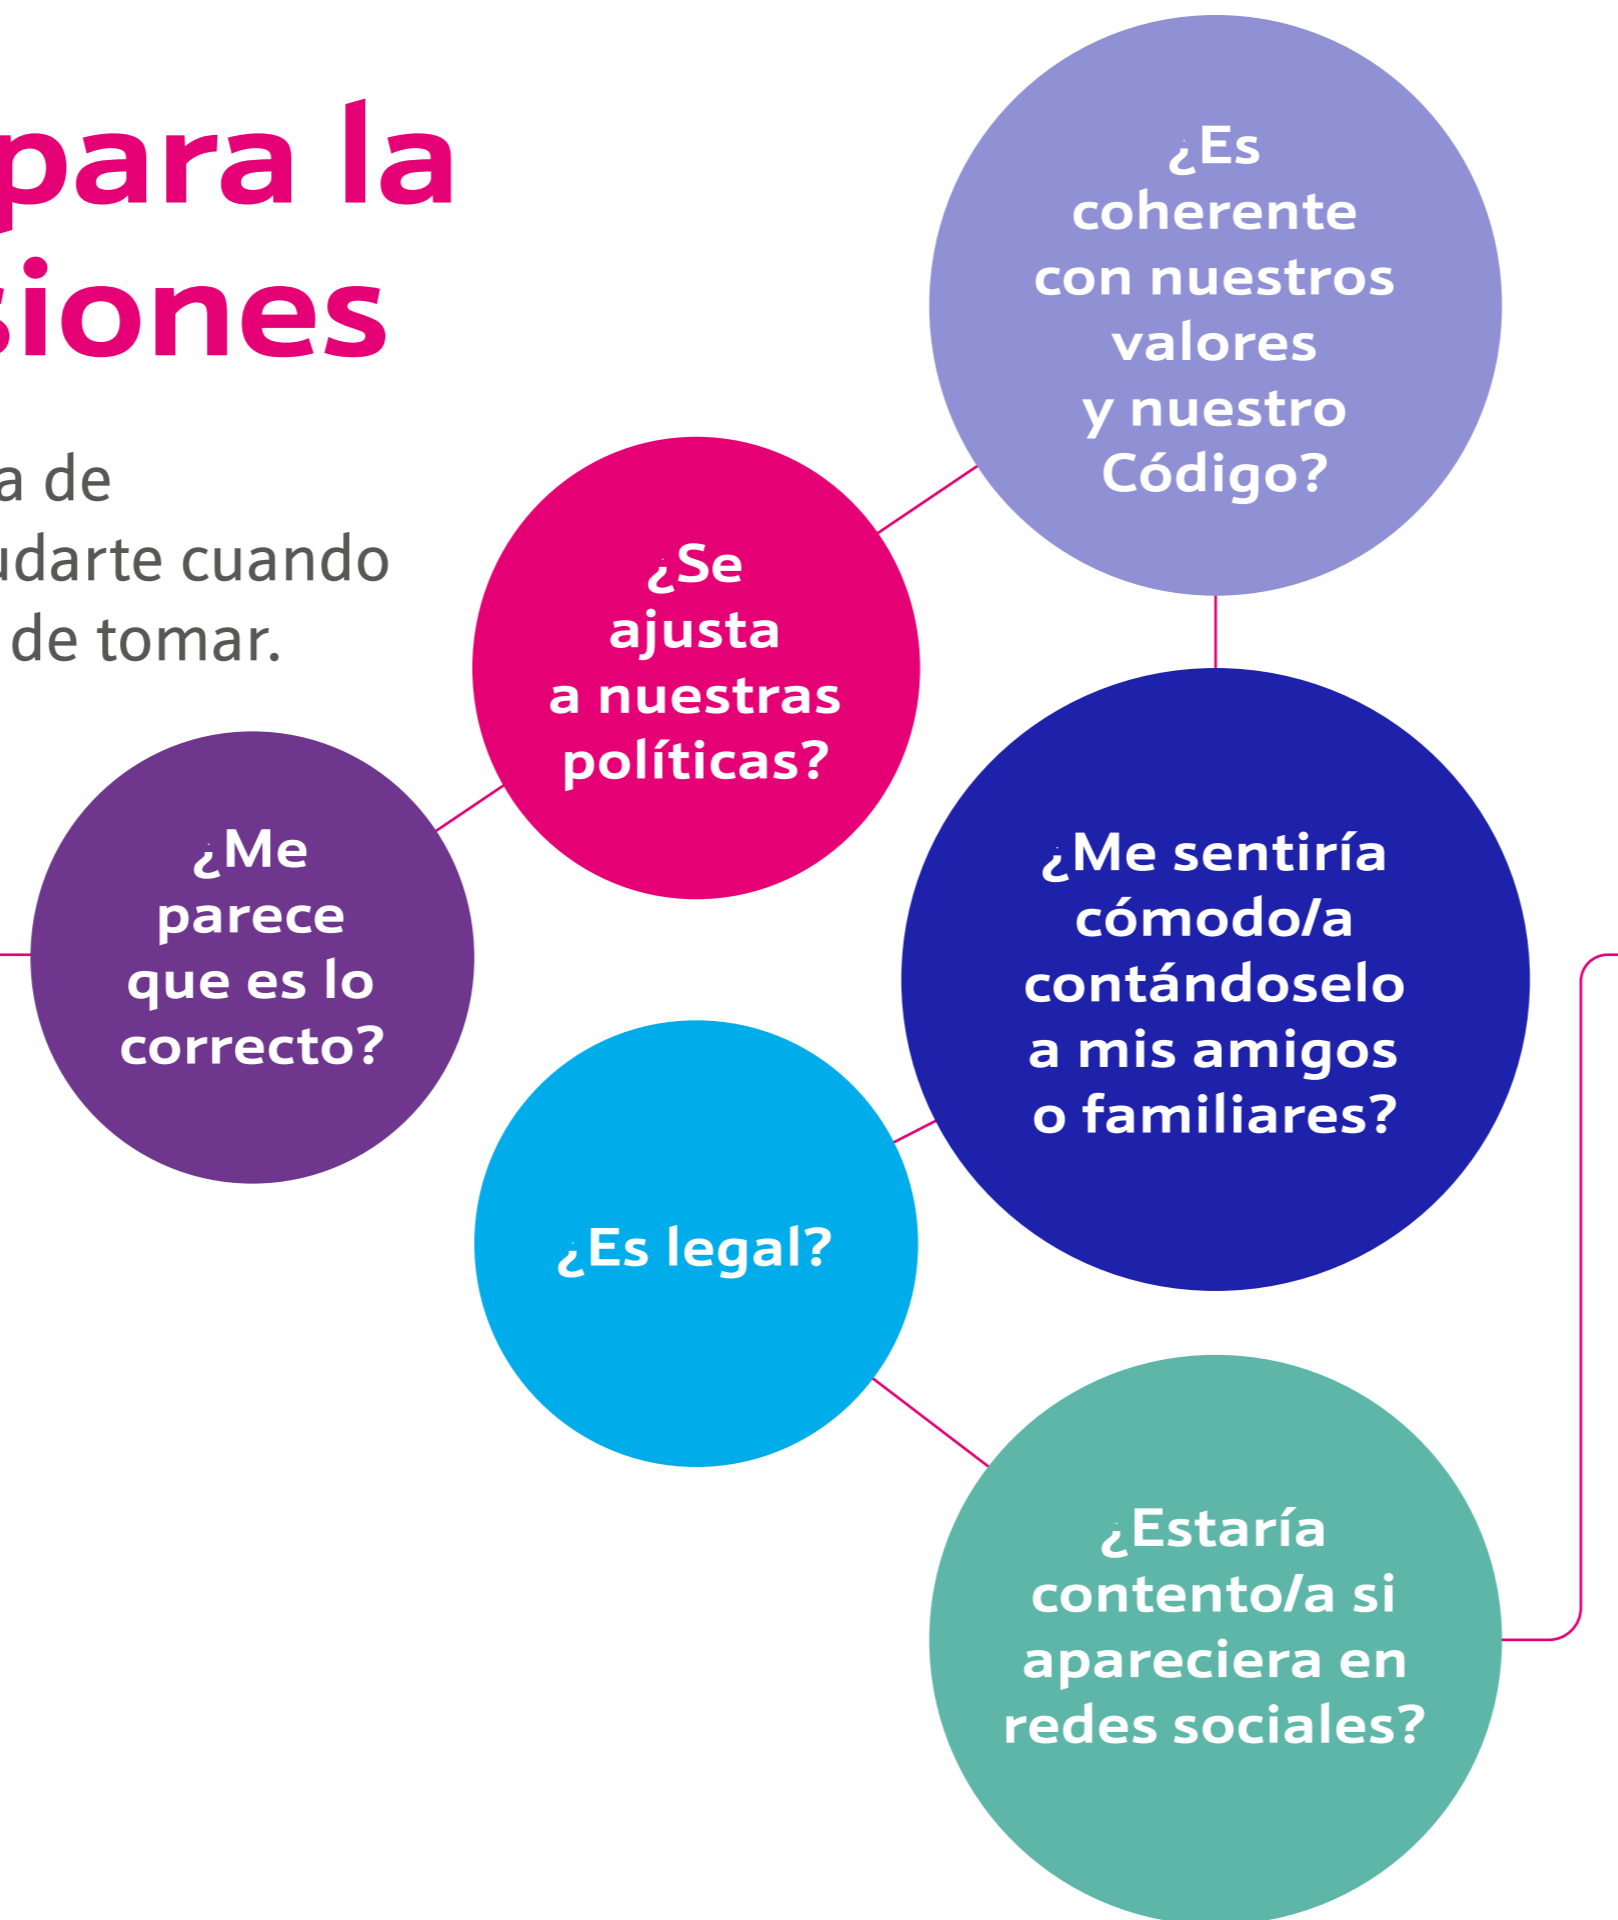 para la
siones
a de
udarte cuando
de tomar.
¿Me
parece
que es lo
correcto?
¿Se
ajusta
a nuestras
políticas?
¿Es
coherente
con nuestros
valores
y nuestro
Código?
¿Me sentiría
cómodo/a
contándoselo
a mis amigos
o familiares?
¿Es legal?
¿Estaría
contento/a si
apareciera en
redes sociales?